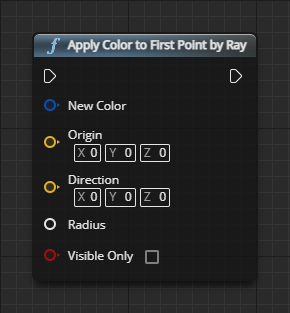 f Apply Color to First Point by Ray
New Color
Origin
X 0 Y 0 Z 0
Direction
X 0 Y 0 Z 0
Radius
Visible Only